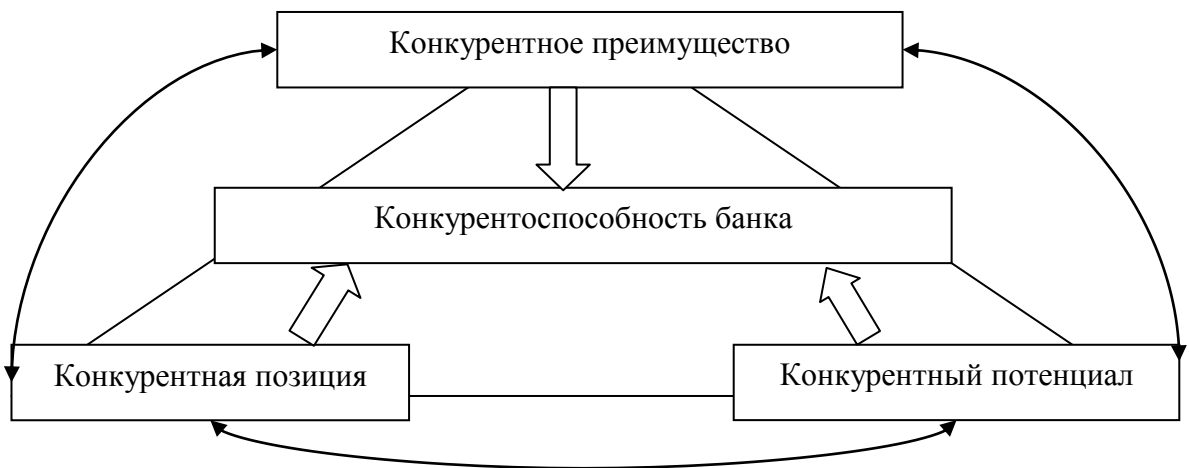 Конкурентное преимущество
Конкурентоспособность банка
Конкурентная позиция
Конкурентный потенциал